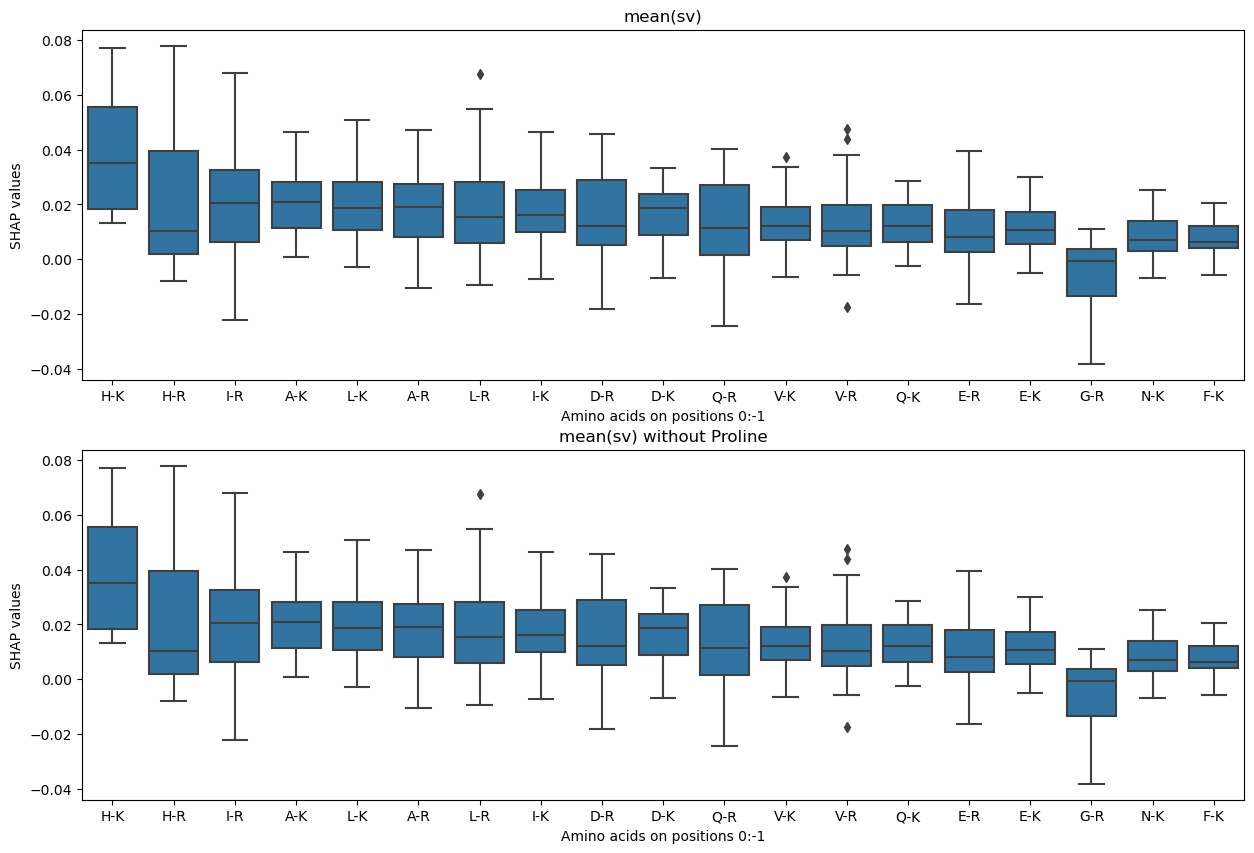 mean(sv)
SHAP values
0.08
0.06
0.04
0.02
0.00
−0.02
−0.04
H-K H-R I-R A-K L-K A-R L-R I-K D-R D-K Q-R V-K V-R Q-K E-R E-K G-R N-K F-K
Amino acids on positions 0:-1
mean(sv) without Proline
SHAP values
0.08
0.06
0.04
0.02
0.00
−0.02
−0.04
H-K H-R I-R A-K L-K A-R L-R I-K D-R D-K Q-R V-K V-R Q-K E-R E-K G-R N-K F-K
Amino acids on positions 0:-1